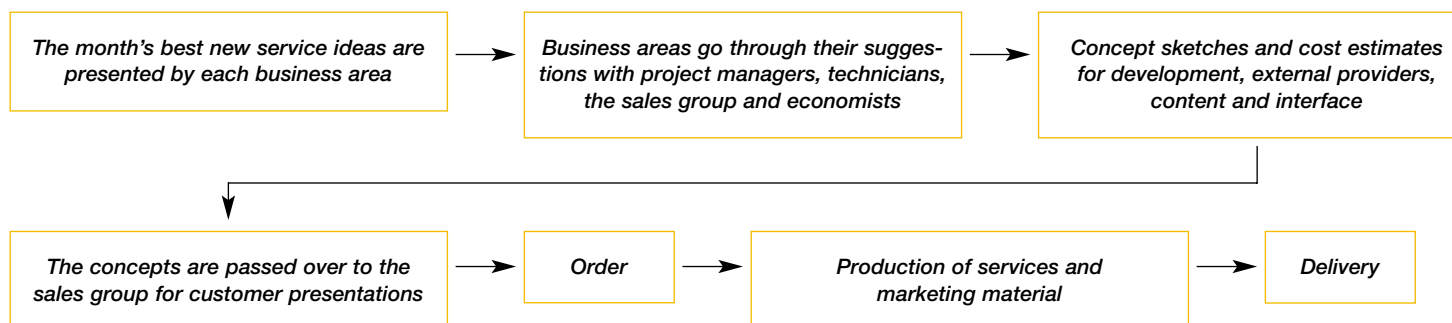 The month’s best new service ideas are
presented by each business area
Business areas go through their sugges-
tions with project managers, technicians,
the sales group and economists
Concept sketches and cost estimates
for development, external providers,
content and interface
The concepts are passed over to the
sales group for customer presentations
Order
Production of services and
marketing material
Delivery